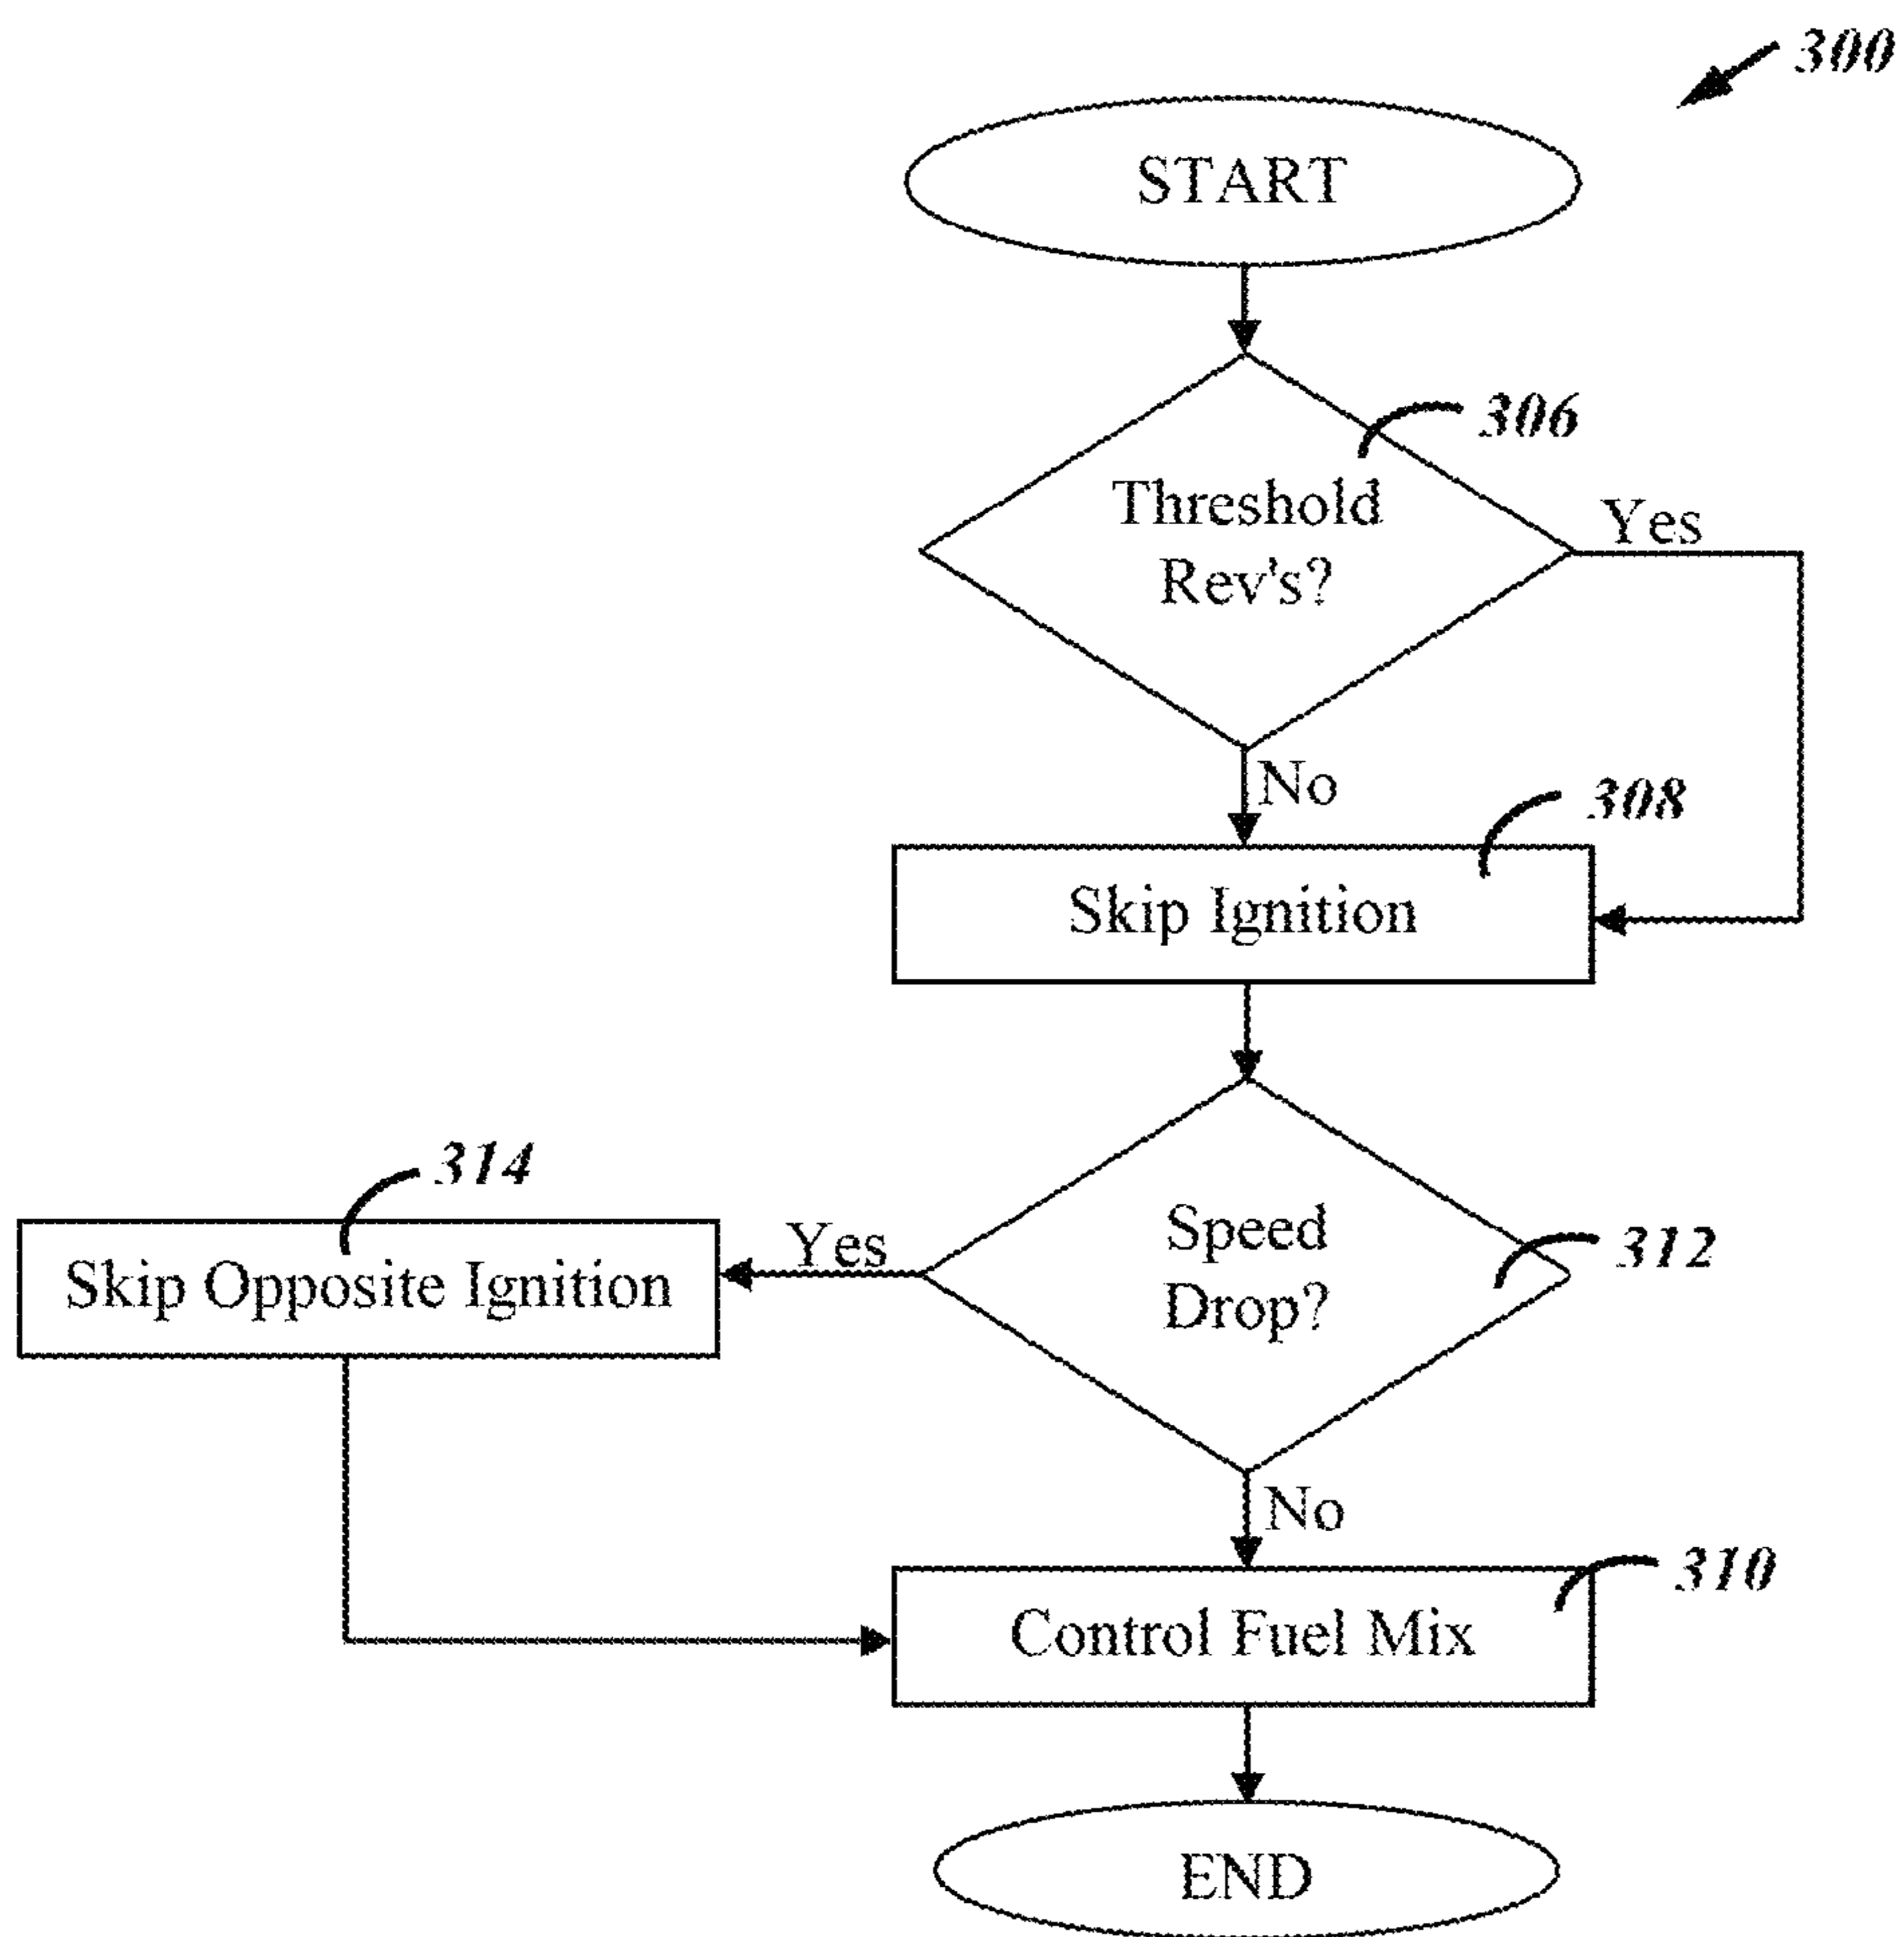 300
START
306
Threshold
Rev's?
Yes
No
308
Skip Ignition
314
Speed
Drop?
312
Yes
Skip Opposite Ignition
No
310
Control Fuel Mix
END